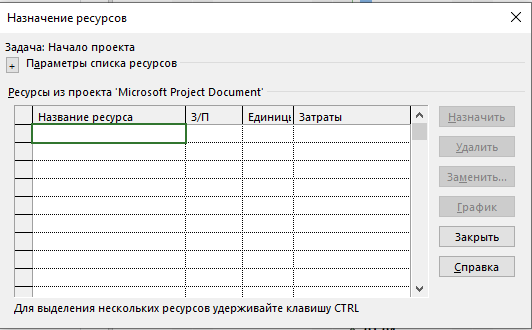 Назначение ресурсов
Задача: Начало проекта
+ Параметры списка ресурсов
Ресурсы из проекта 'Microsoft Project Document'
Название ресурса З/П Единицы Затраты
Назначить
Удалить
Заменить...
График
Закрыть
Справка
Для выделения нескольких ресурсов удерживайте клавишу CTRL